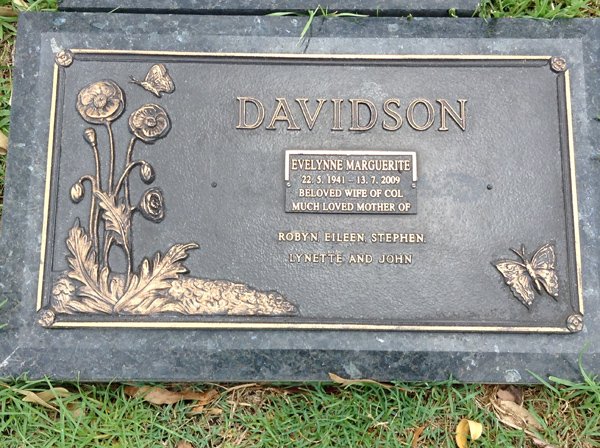 DAVIDSON
EVELYNNE MARGUERITE
22. 5. 1941 - 13. 7. 2009
BELOVED WIFE OF COL
MUCH LOVED MOTHER OF
ROBYN, EILEEN, STEPHEN,
LYNETTE AND JOHN